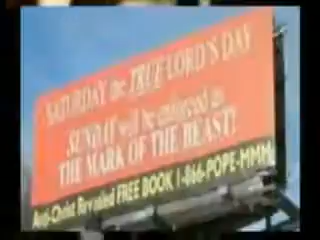 SATURDAY the TRUE LORD'S DAY
SUNDAY will be enforced as
THE MARK OF THE BEAST!
Anti-Christ Revealed FREE BOOK 1-866-POPE-MMM